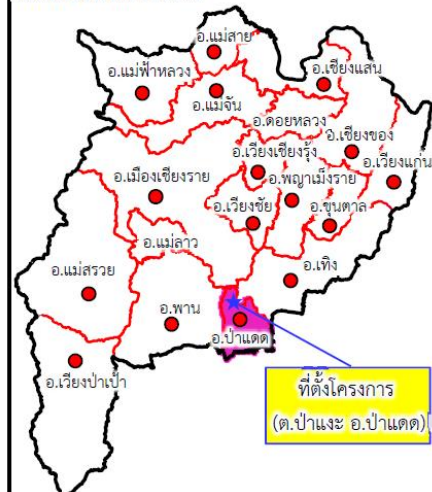 อ.แม่สาย
อ.แม่ฟ้าหลวง
อ.เชียงแสน
อ.แม่จัน
อ.ดอยหลวง
อ.เชียงของ
อ.เวียงเชียงรุ้ง
อ.เวียงแก่น
อ.พญาเม็งราย
อ.เมืองเชียงราย
อ.เวียงชัย
อ.ขุนตาล
อ.แม่ลาว
อ.เทิง
อ.แม่สรวย
อ.พาน
อ.ป่าแดด
อ.เวียงป่าเป้า
ที่ตั้งโครงการ
(ต.ป่าแงะ อ.ป่าแดด)